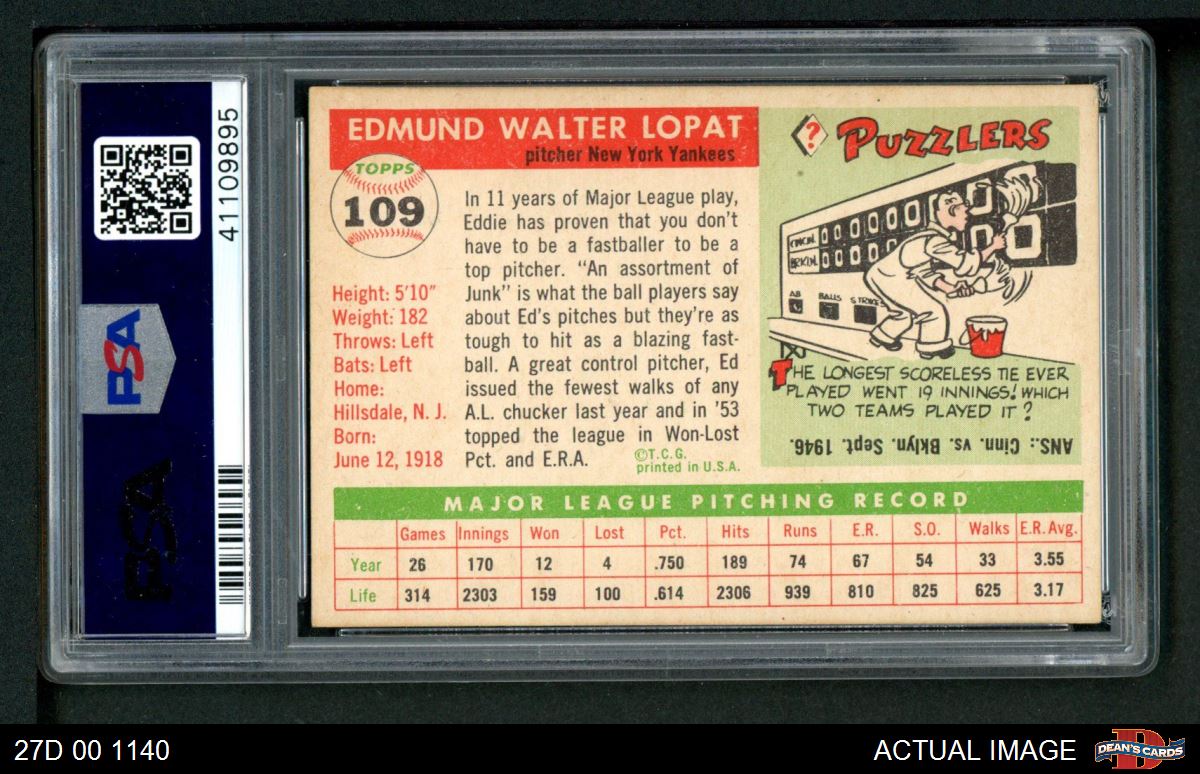 41109895
PSA
PSA
EDMUND WALTER LOPAT
pitcher New York Yankees
TOPPS
109
In 11 years of Major League play,
Eddie has proven that you don't
have to be a fastballer to be a
top pitcher. "An assortment of
Junk" is what the ball players say
about Ed's pitches but they're as
tough to hit as a blazing fast-
ball. A great control pitcher, Ed
issued the fewest walks of any
A.L. chucker last year and in '53
topped the league in Won-Lost
Pct. and E.R.A.
©T.C.G.
printed in U.S.A.
Height: 5'10"
Weight: 182
Throws: Left
Bats: Left
Home:
Hillsdale, N. J.
Born:
June 12, 1918
? PUZZLERS
CINCIN.
BRKLN.
AB BALLS STRIKES
THE LONGEST SCORELESS TIE EVER
PLAYED WENT 19 INNINGS! WHICH
TWO TEAMS PLAYED IT?
ANS.: Cinn. vs. Bklyn. Sept. 1946.
MAJOR LEAGUE PITCHING RECORD
Games Innings Won Lost Pct. Hits Runs E.R. S.O. Walks E.R. Avg.
Year 26 170 12 4 .750 189 74 67 54 33 3.55
Life 314 2303 159 100 .614 2306 939 810 825 625 3.17
27D 00 1140
ACTUAL IMAGE
DEAN'S CARDS